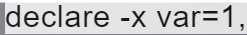 declare -x var=1,